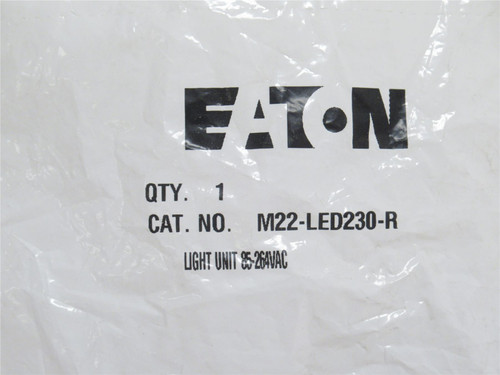 EATON
QTY. 1
CAT. NO. M22-LED230-R
LIGHT UNIT 85-264VAC